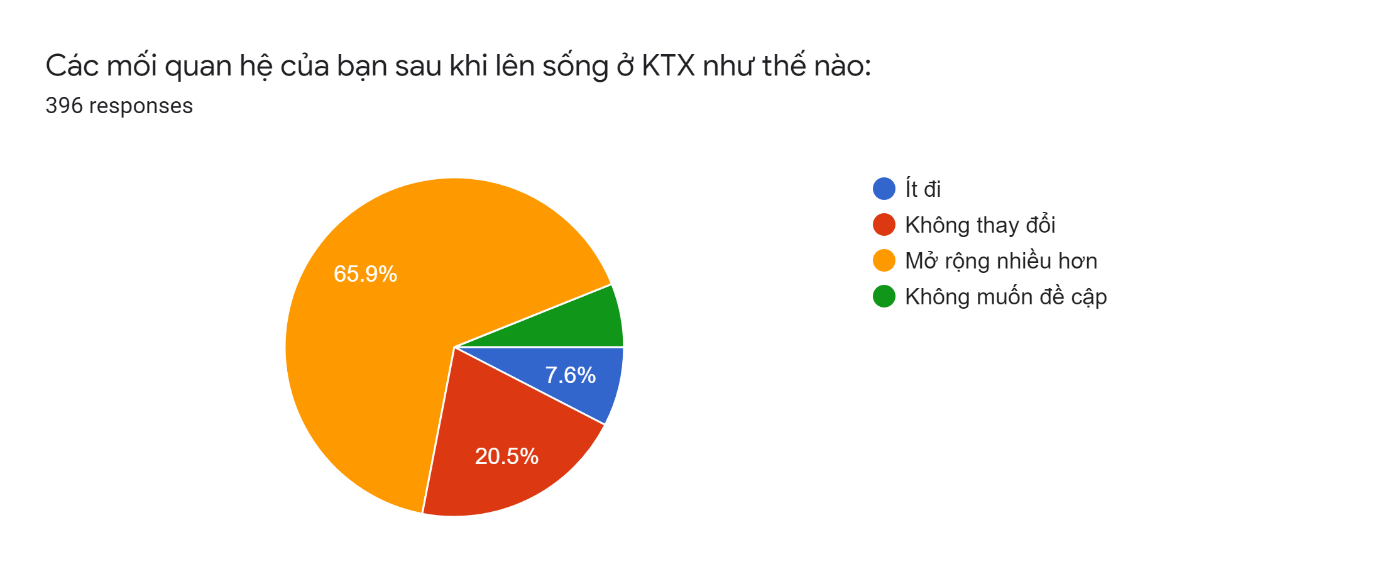 Các mối quan hệ của bạn sau khi lên sống ở KTX như thế nào:
396 responses
Ít đi
Không thay đổi
Mở rộng nhiều hơn
Không muốn đề cập
65.9%
7.6%
20.5%